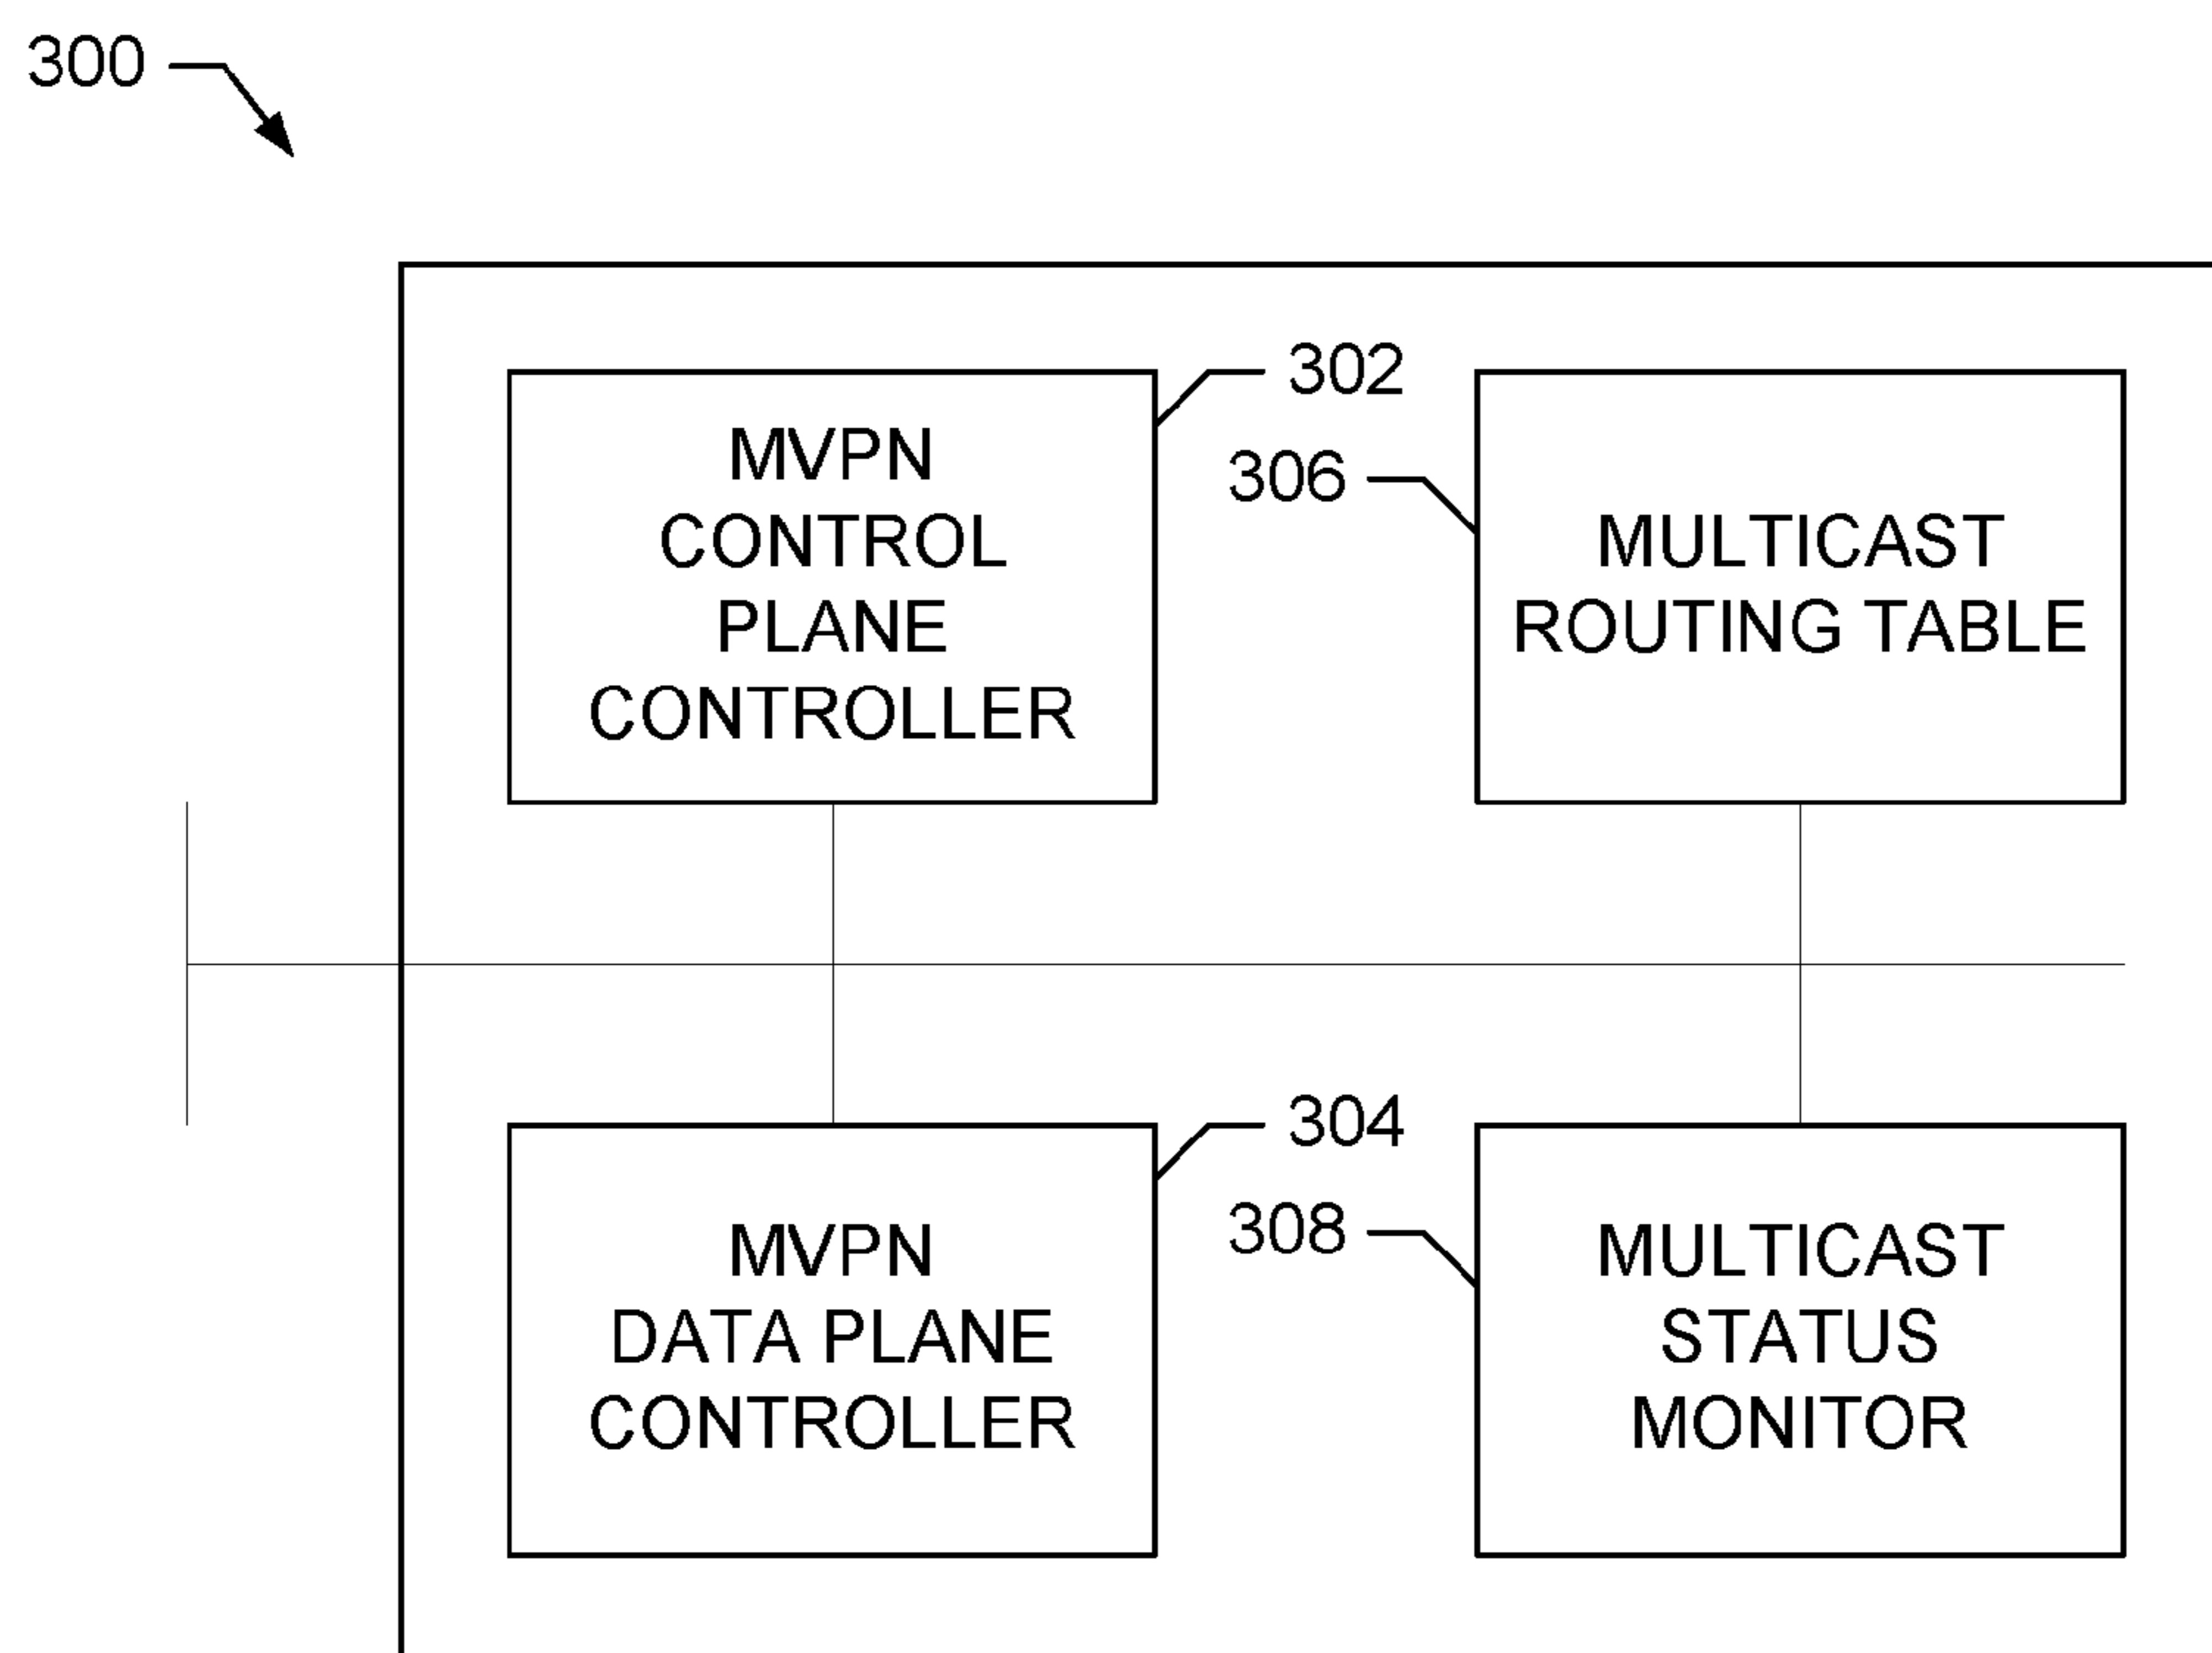 300
302
MVPN
CONTROL
PLANE
CONTROLLER
306
MULTICAST
ROUTING TABLE
304
MVPN
DATA PLANE
CONTROLLER
308
MULTICAST
STATUS
MONITOR